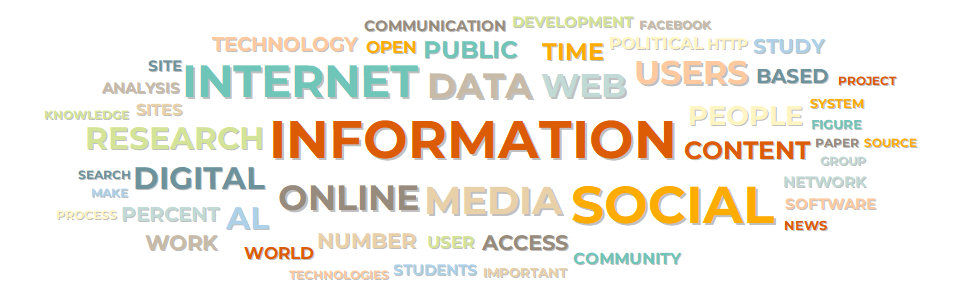 COMMUNICATION DEVELOPMENT FACEBOOK
TECHNOLOGY OPEN PUBLIC TIME POLITICAL HTTP STUDY
SITE INTERNET DATA WEB USERS BASED PROJECT
ANALYSIS
KNOWLEDGE SITES PEOPLE SYSTEM
RESEARCH INFORMATION CONTENT FIGURE
PAPER SOURCE
GROUP
SEARCH DIGITAL ONLINE MEDIA SOCIAL NETWORK
MAKE SOFTWARE
PROCESS PERCENT AL NEWS
WORK WORLD NUMBER USER ACCESS COMMUNITY
TECHNOLOGIES STUDENTS IMPORTANT